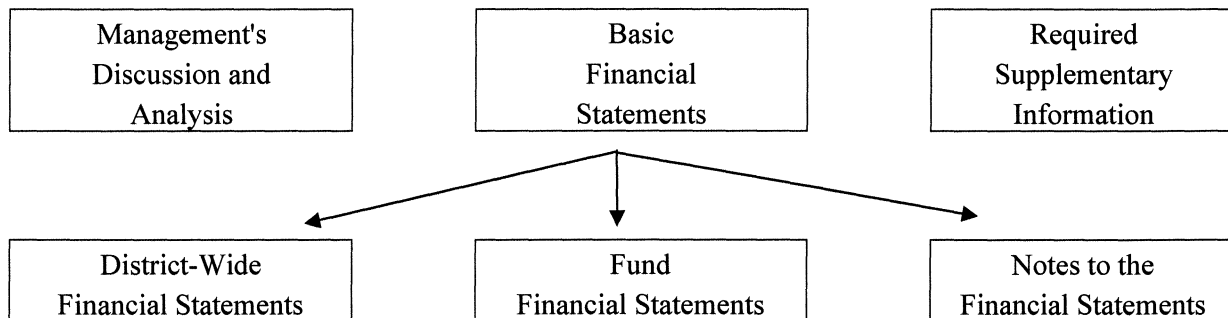 Management's
Discussion and
Analysis
Basic
Financial
Statements
Required
Supplementary
Information
District-Wide
Financial Statements
Fund
Financial Statements
Notes to the
Financial Statements